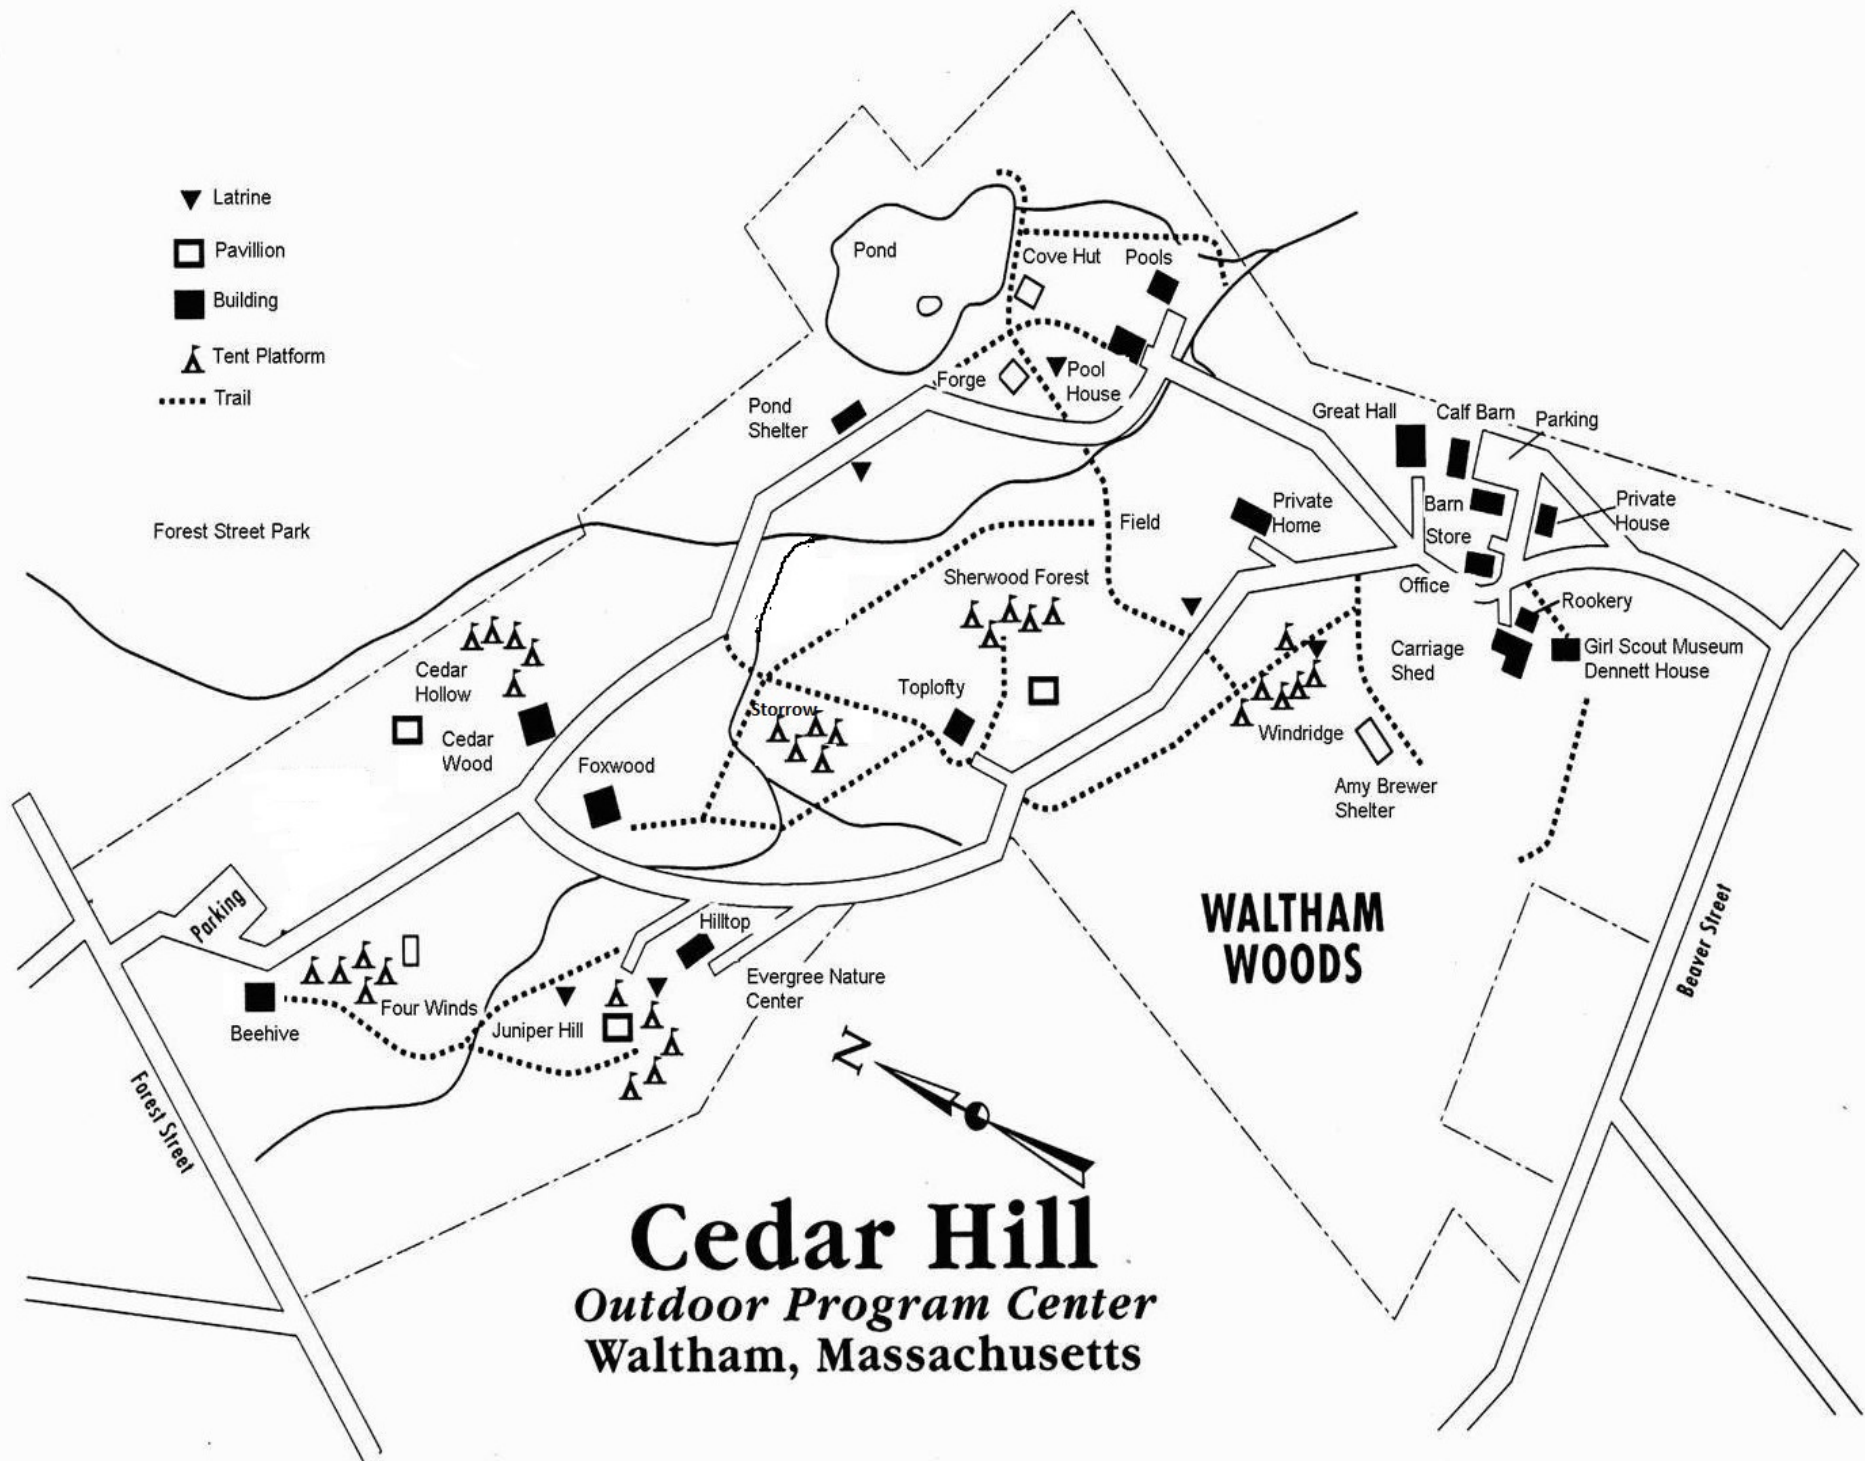 Latrine
Pavillion
Building
Tent Platform
Trail
Pond
Cove Hut
Pools
Forge
Pool
House
Pond
Shelter
Great Hall
Calf Barn
Parking
Forest Street Park
Field
Private
Home
Barn
Store
Private
House
Office
Sherwood Forest
Rookery
Carriage
Shed
Girl Scout Museum
Dennett House
Cedar
Hollow
Toplofty
Storrow
Windridge
Cedar
Wood
Foxwood
Amy Brewer
Shelter
Parking
Hilltop
WALTHAM
WOODS
Beaver Street
Evergree Nature
Center
Four Winds
Beehive
Juniper Hill
N
Forest Street
Cedar Hill
Outdoor Program Center
Waltham, Massachusetts